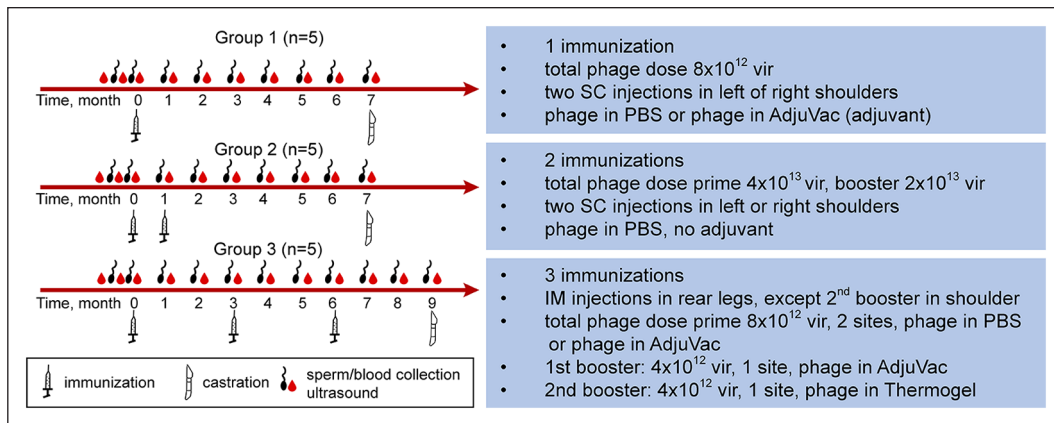 Group 1 (n=5)
Time, month 0 1 2 3 4 5 6 7
• 1 immunization
• total phage dose 8x10¹² vir
• two SC injections in left of right shoulders
• phage in PBS or phage in AdjuVac (adjuvant)
Group 2 (n=5)
Time, month 0 1 2 3 4 5 6 7
• 2 immunizations
• total phage dose prime 4x10¹³ vir, booster 2x10¹³ vir
• two SC injections in left or right shoulders
• phage in PBS, no adjuvant
Group 3 (n=5)
Time, month 0 1 2 3 4 5 6 7 8 9
• 3 immunizations
• IM injections in rear legs, except 2ⁿᵈ booster in shoulder
• total phage dose prime 8x10¹² vir, 2 sites, phage in PBS
or phage in AdjuVac
• 1st booster: 4x10¹² vir, 1 site, phage in AdjuVac
• 2nd booster: 4x10¹² vir, 1 site, phage in Thermogel
immunization
castration
sperm/blood collection
ultrasound